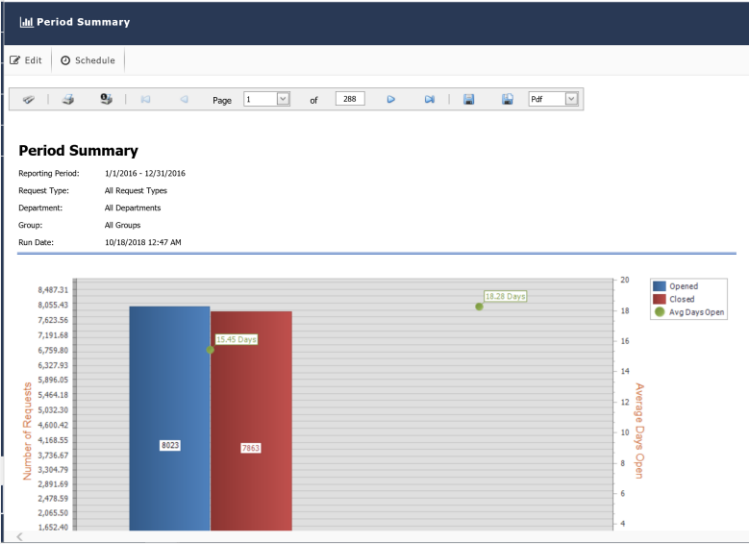 Period Summary
Edit Schedule
Page 1 of 288 Pdf
Period Summary
Reporting Period: 1/1/2016 - 12/31/2016
Request Type: All Request Types
Department: All Departments
Group: All Groups
Run Date: 10/18/2018 12:47 AM
Number of Requests
8,487.31
8,055.43
7,623.56
7,191.68
6,759.80
6,327.93
5,896.05
5,464.18
5,032.30
4,600.42
4,168.55
3,736.67
3,304.79
2,891.69
2,478.59
2,065.50
1,652.40
8023
7863
15.45 Days
18.28 Days
20
18
16
14
12
10
8
6
4
Average Days Open
Opened
Closed
Avg Days Open